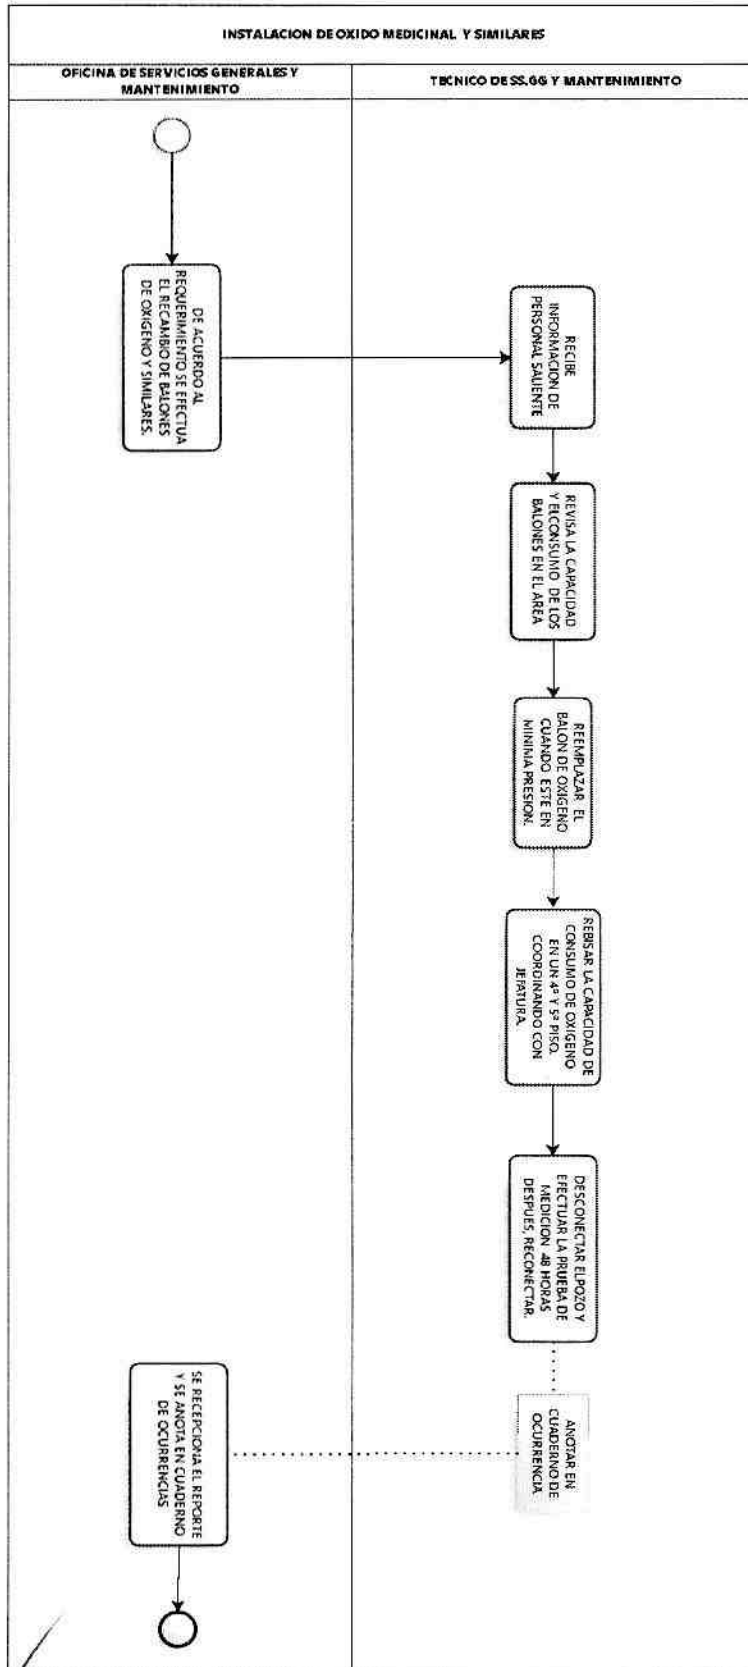 INSTALACION DE OXIDO MEDICINAL Y SIMILARES
OFICINA DE SERVICIOS GENERALES Y
MANTENIMIENTO
TECNICO DE SS.GG Y MANTENIMIENTO
DE ACUERDO AL
REQUERIMIENTO SE EFECTUA
EL RECAMBIO DE BALONES
DE OXIGENO Y SIMILARES.
RECIBE
INFORMACION DE
PERSONAL SALIENTE
REVISA LA CAPACIDAD
Y ELCONSUMO DE LOS
BALONES EN EL AREA
REEMPLAZAR EL
BALON DE OXIGENO
CUANDO ESTE EN
MINIMA PRESION.
REBISAR LA CAPACIDAD DE
CONSUMO DE OXIGENO
EN UN 4º Y 5º PISO.
COORDINANDO CON
JEFATURA.
DESCONECTAR ELPOZO Y
EFECTUAR LA PRUEBA DE
MEDICION 48 HORAS
DESPUES, RECONECTAR.
ANOTAR EN
CUADERNO DE
OCURRENCIA
SE RECEPCIONA EL REPORTE
Y SE ANOTA EN CUADERNO
DE OCURRENCIAS